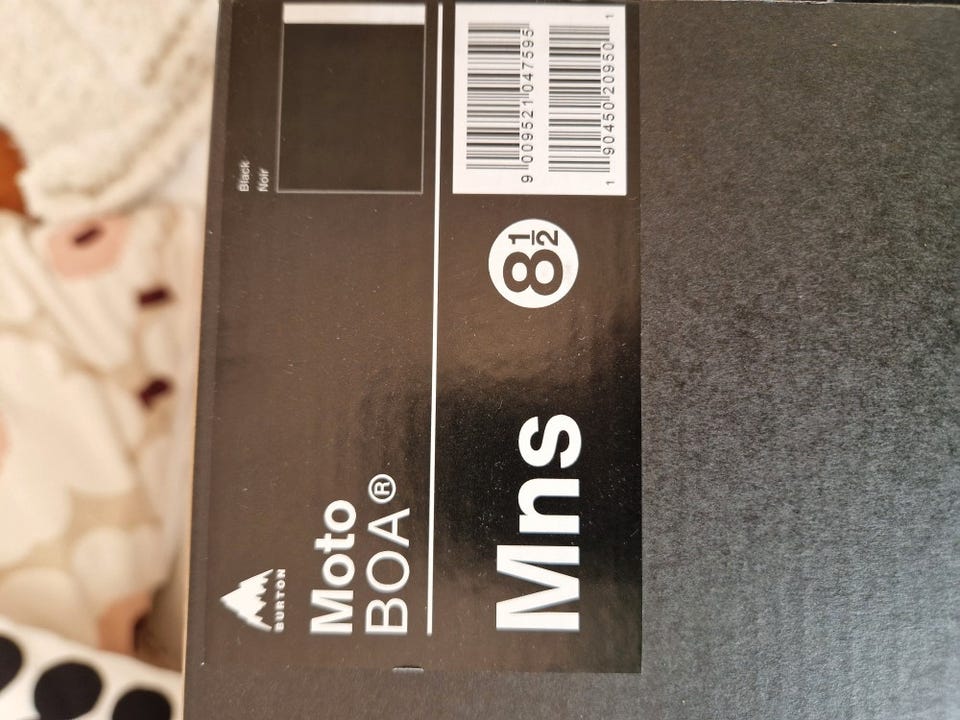 BURTON
Moto
BOA®
Black
Noir
Mns
8½
9 009521 047595
1 90450 20950 1